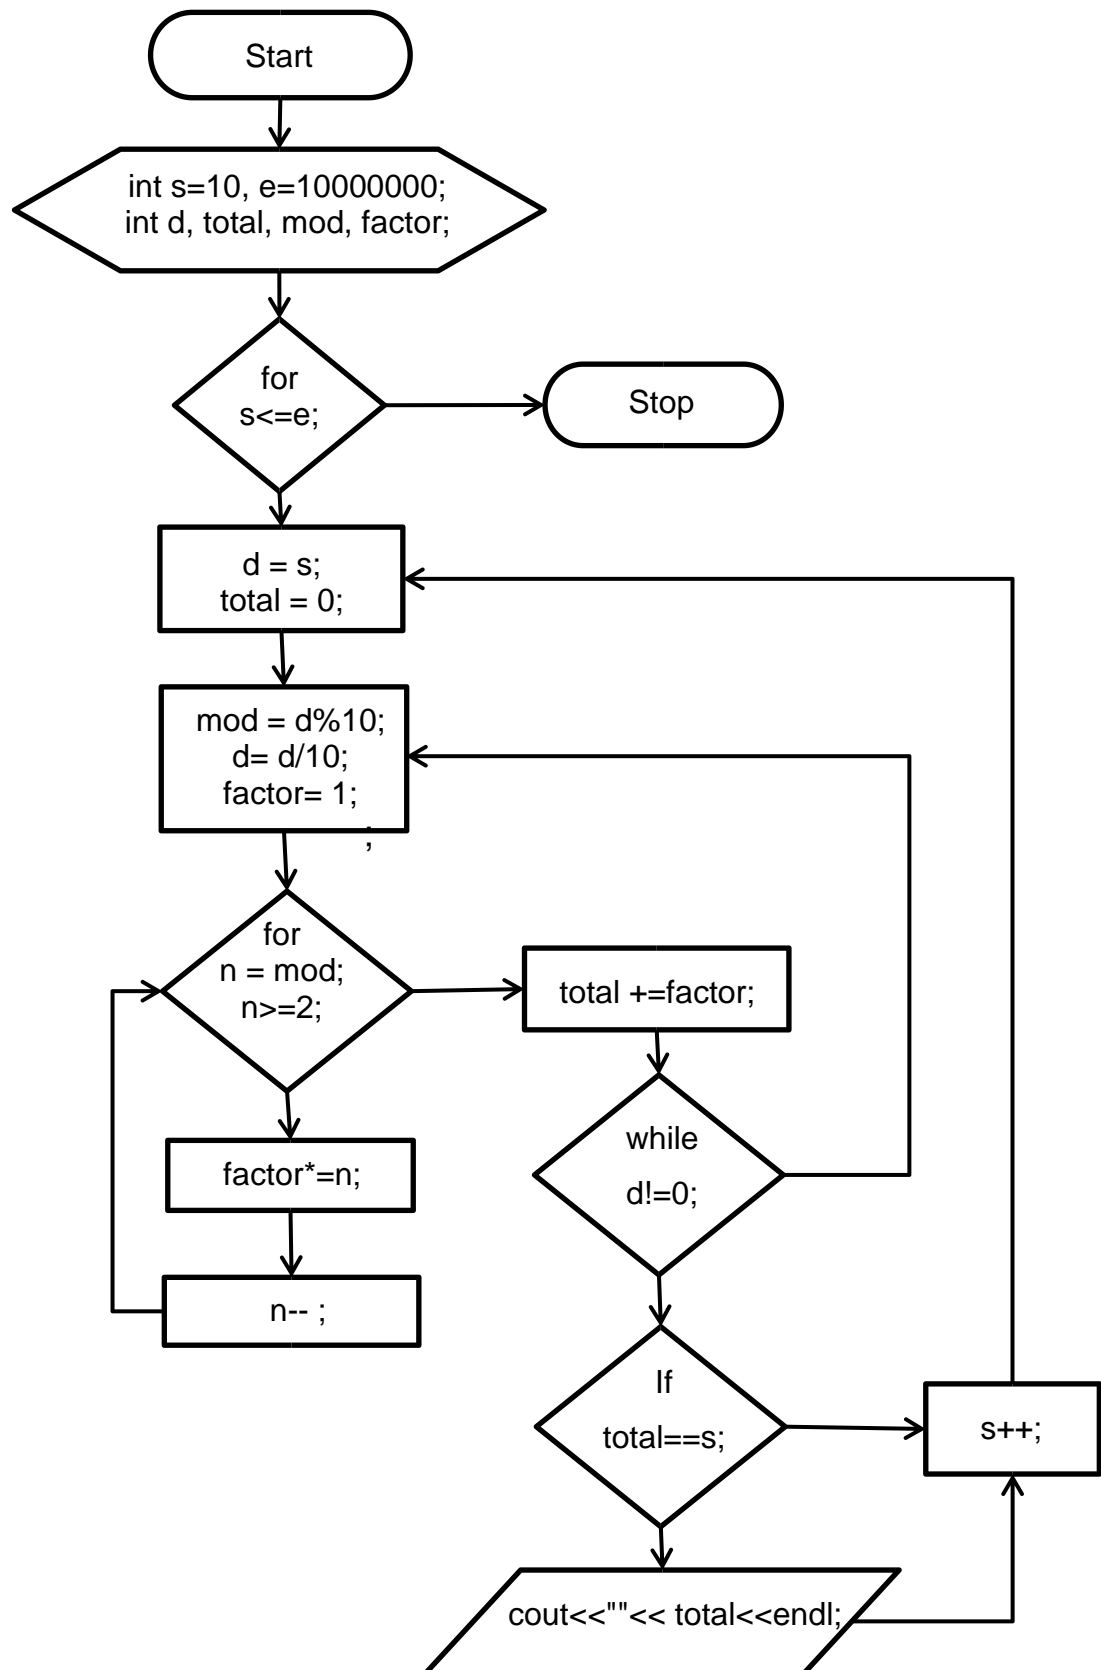 Start
int s=10, e=10000000;
int d, total, mod, factor;
for
s<=e;
Stop
d = s;
total = 0;
mod = d%10;
d= d/10;
factor= 1;
;
for
n = mod;
n>=2;
total +=factor;
while
d!=0;
factor*=n;
n-- ;
If
total==s;
s++;
cout<<""<< total<<endl;